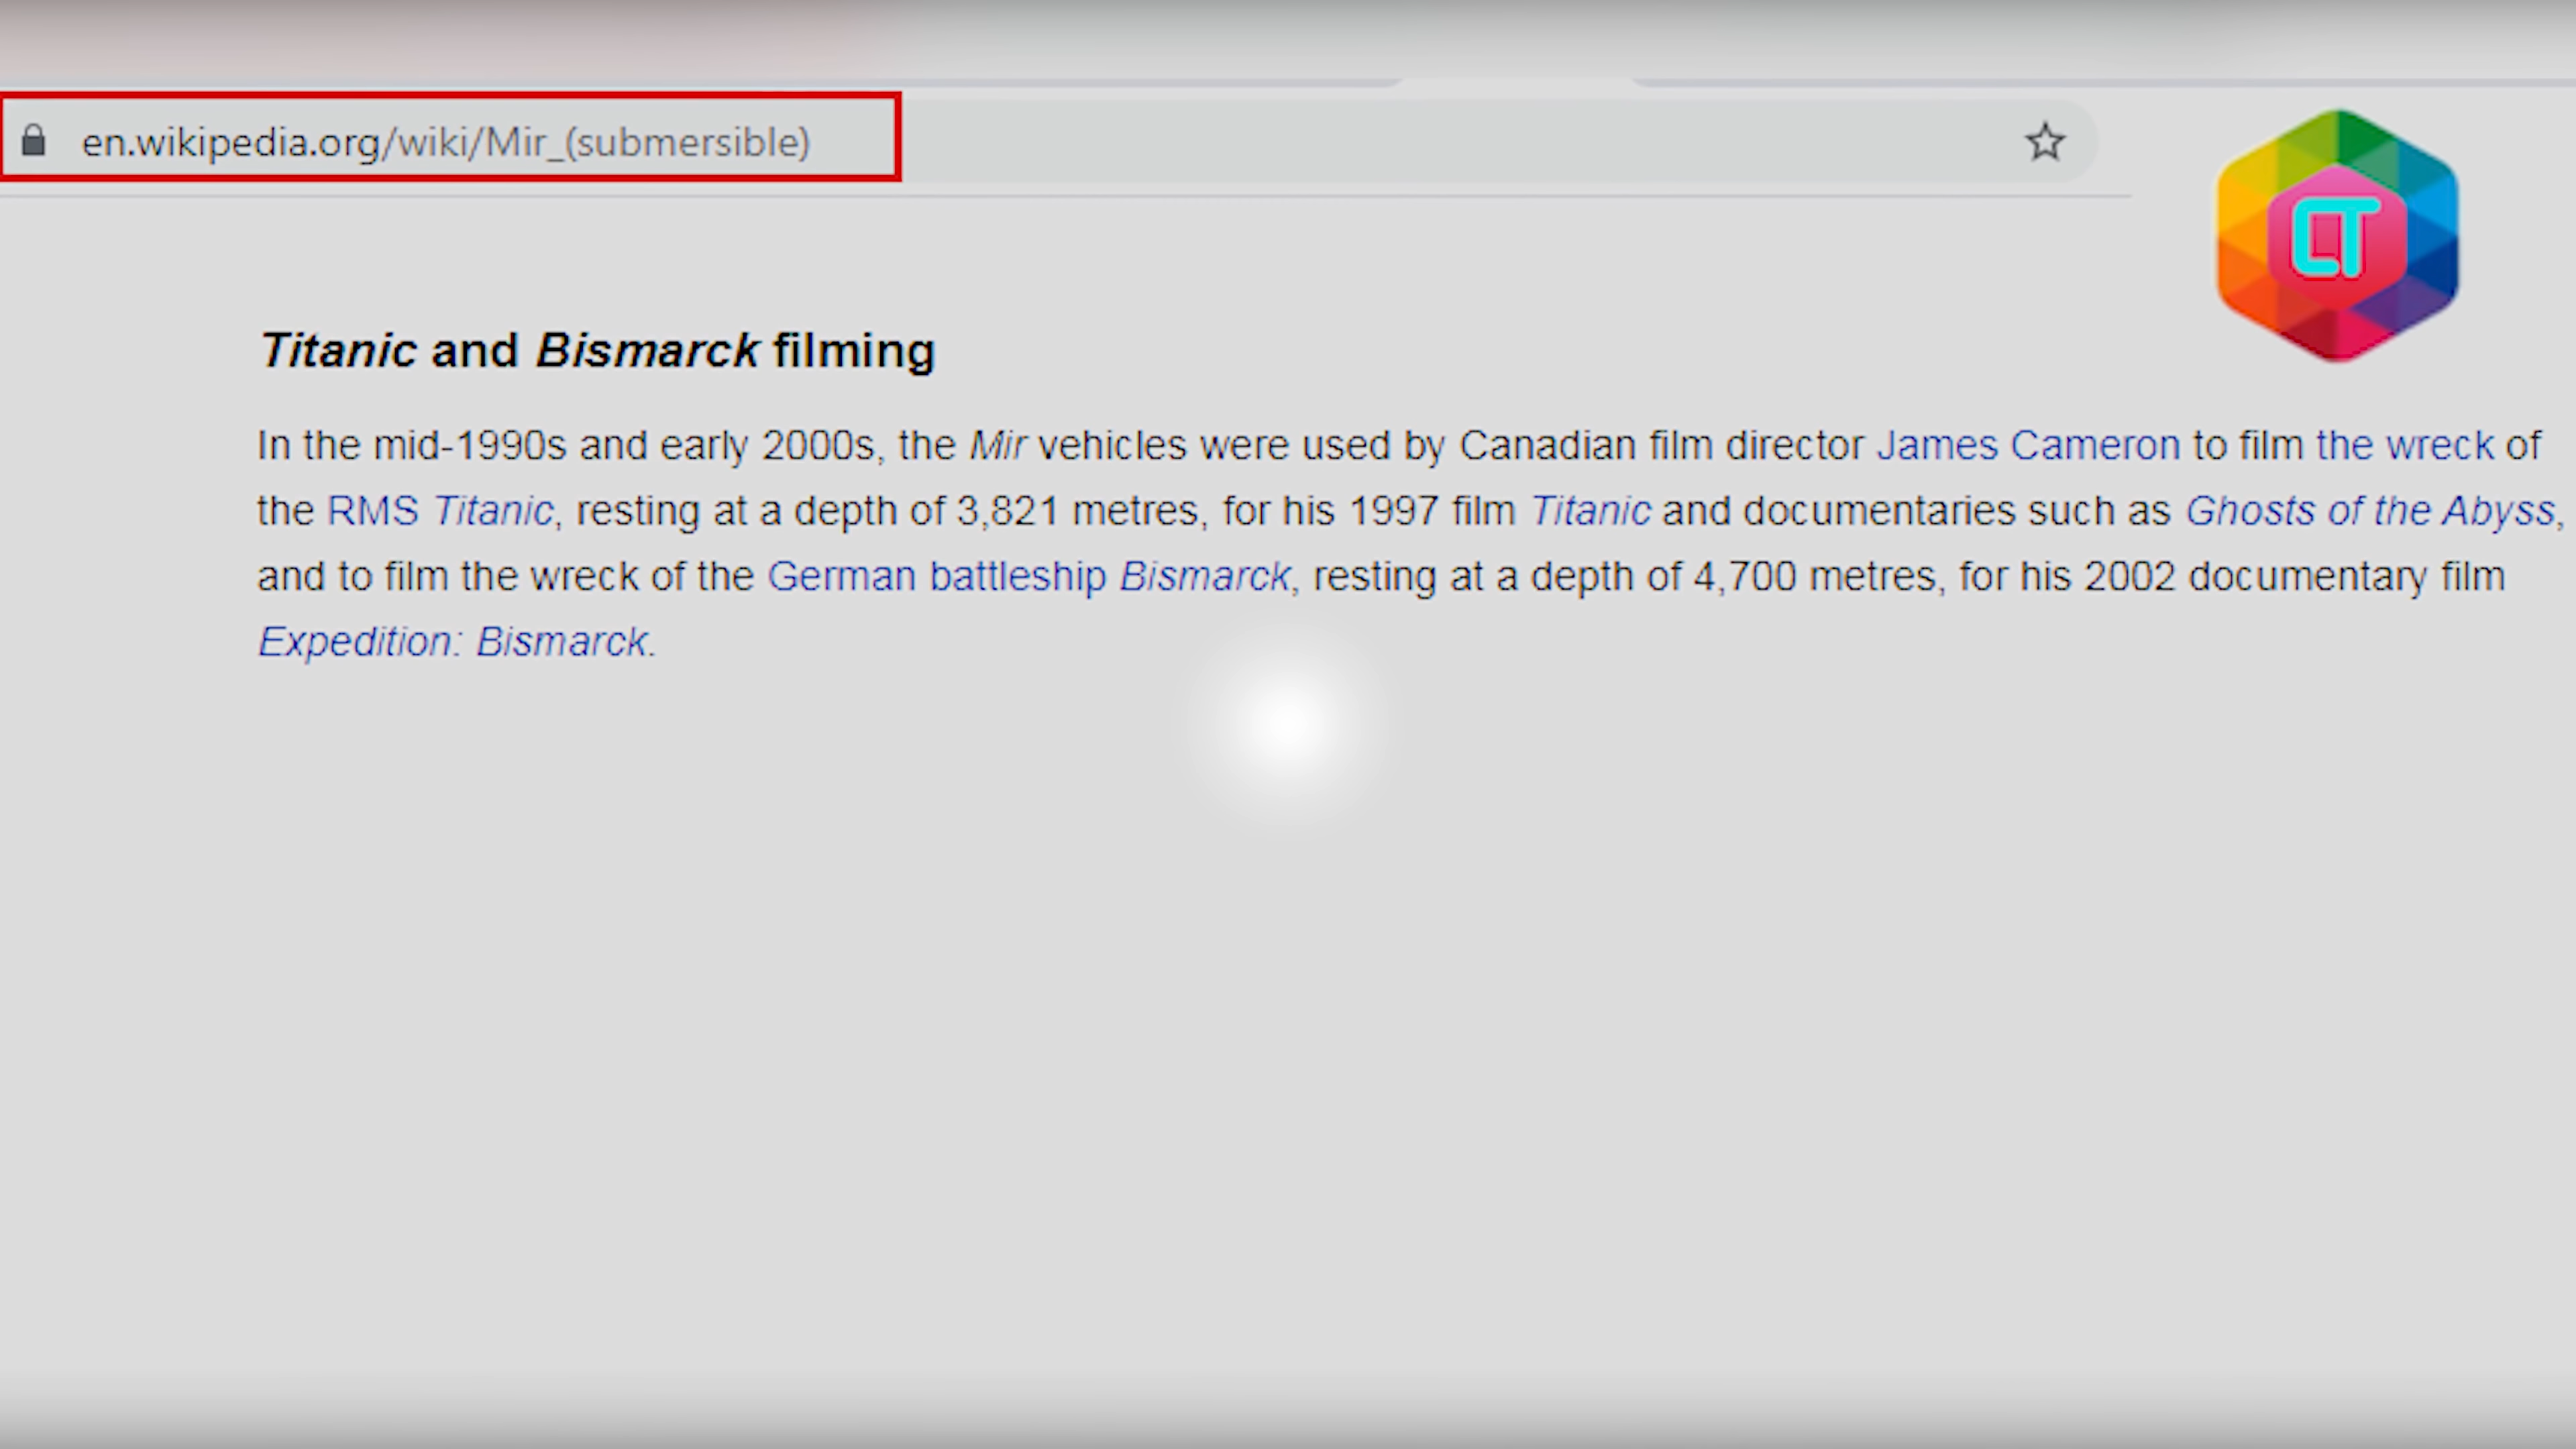 en.wikipedia.org/wiki/Mir_(submersible)
CT
Titanic and Bismarck filming
In the mid-1990s and early 2000s, the Mir vehicles were used by Canadian film director James Cameron to film the wreck of
the RMS Titanic, resting at a depth of 3,821 metres, for his 1997 film Titanic and documentaries such as Ghosts of the Abyss,
and to film the wreck of the German battleship Bismarck, resting at a depth of 4,700 metres, for his 2002 documentary film
Expedition: Bismarck.